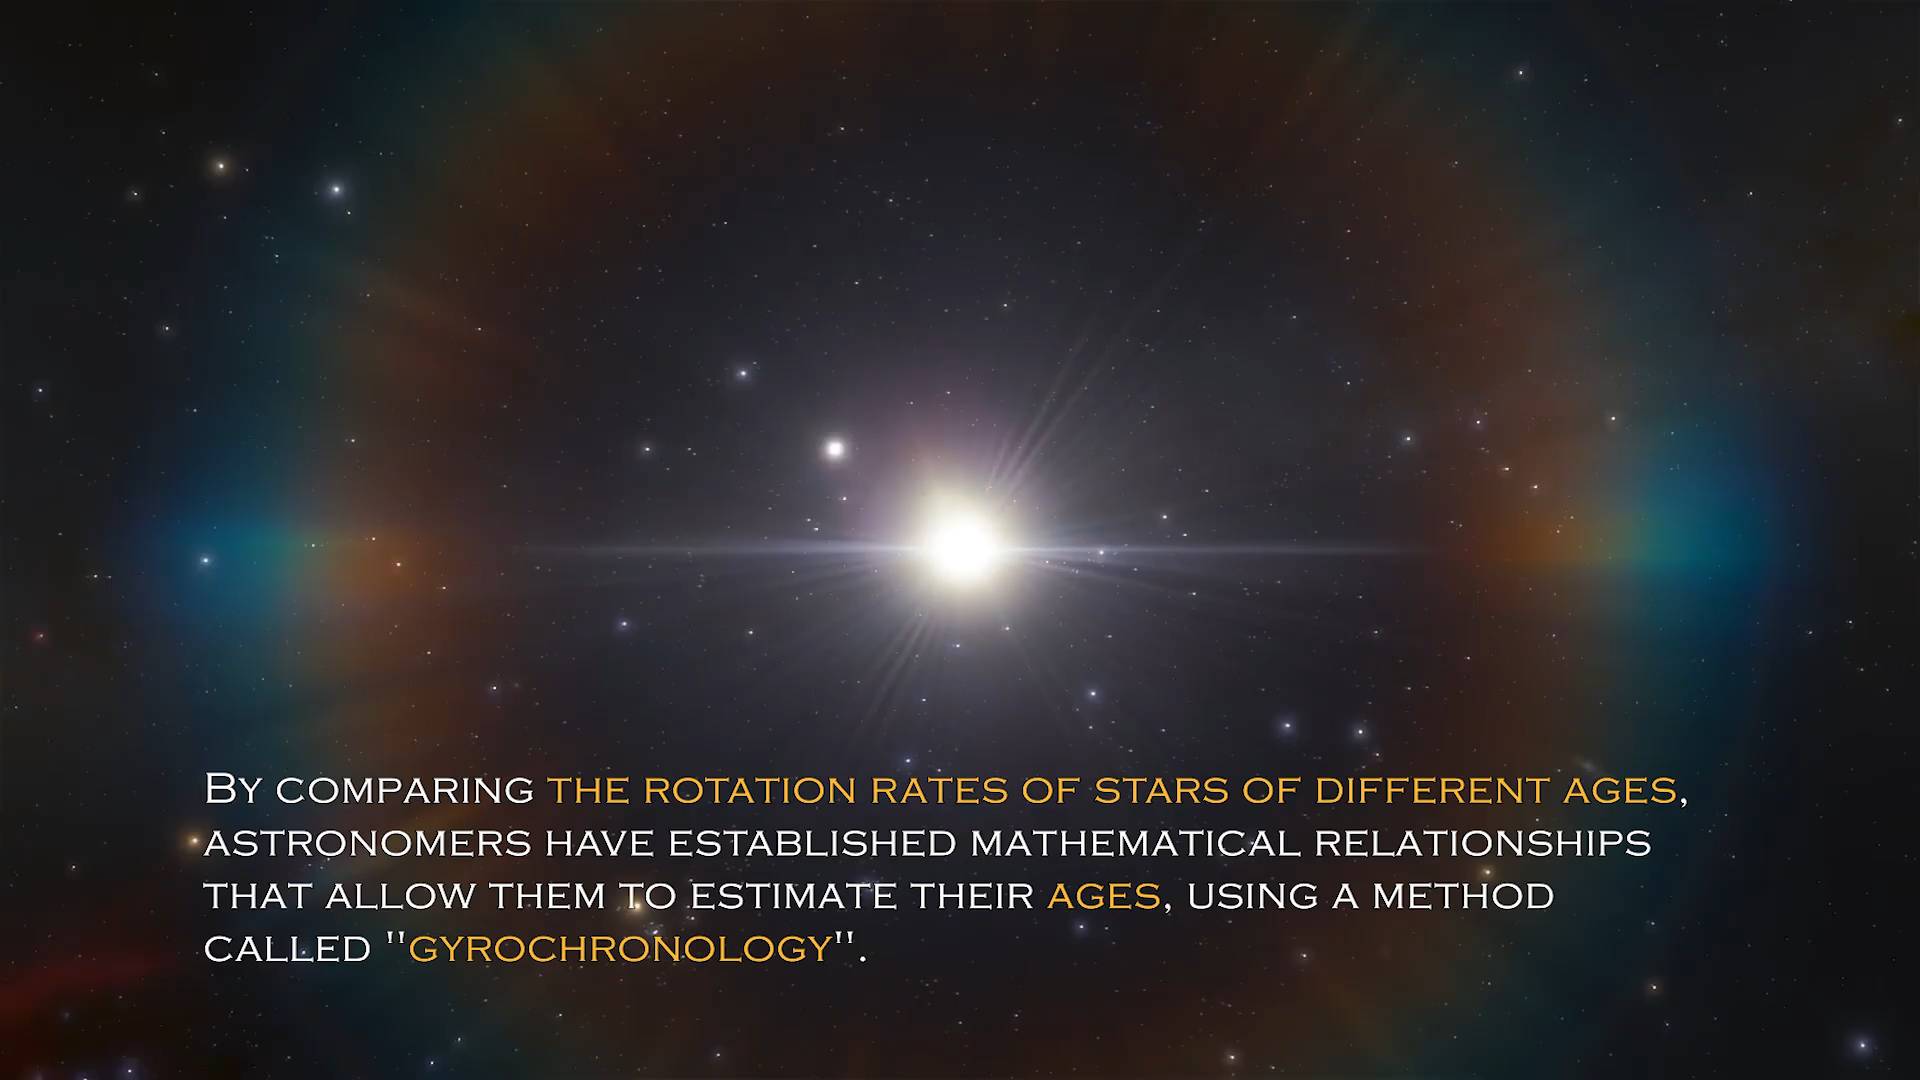 By comparing the rotation rates of stars of different ages,
astronomers have established mathematical relationships
that allow them to estimate their ages, using a method
called "gyrochronology".